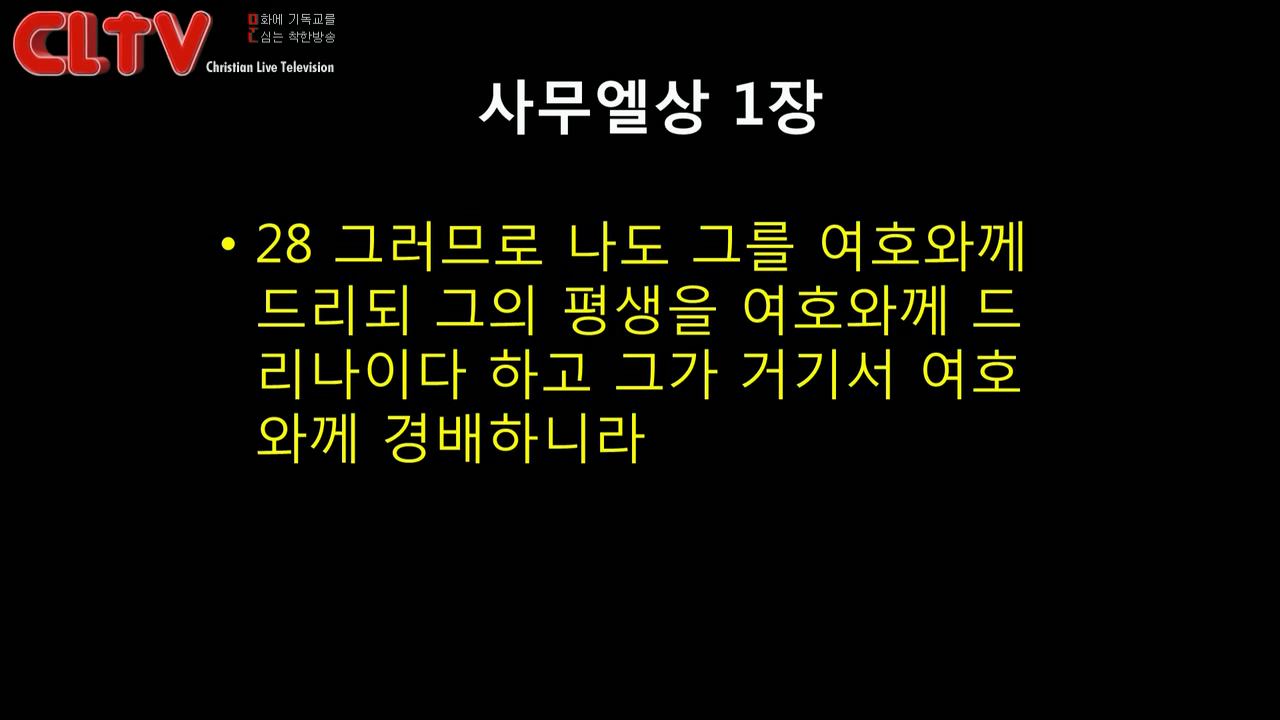 CLTV
문화에 기독교를
심는 착한방송
Christian Live Television
사무엘상 1장
• 28 그러므로 나도 그를 여호와께
드리되 그의 평생을 여호와께 드
리나이다 하고 그가 거기서 여호
와께 경배하니라